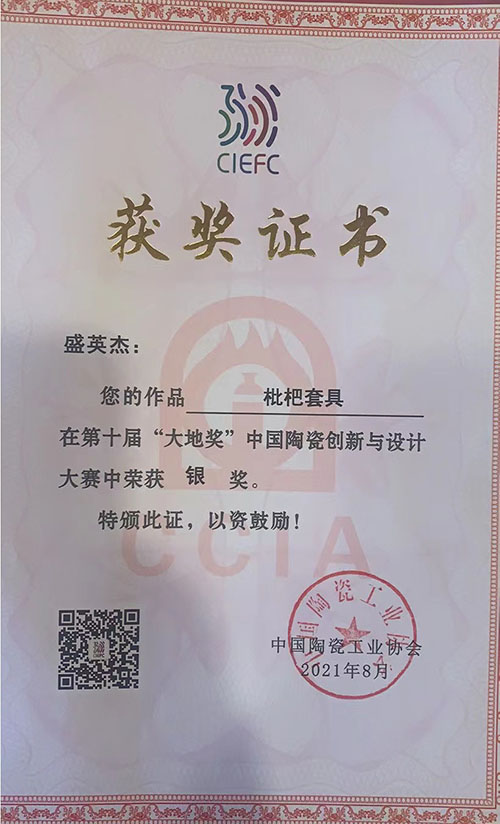 CIEFC
获奖证书
盛英杰：
您的作品 枇杷套具
在第十届“大地奖”中国陶瓷创新与设计
大赛中荣获 银 奖。
特颁此证，以资鼓励！
CCIA
中国陶瓷工业协会
2021年8月